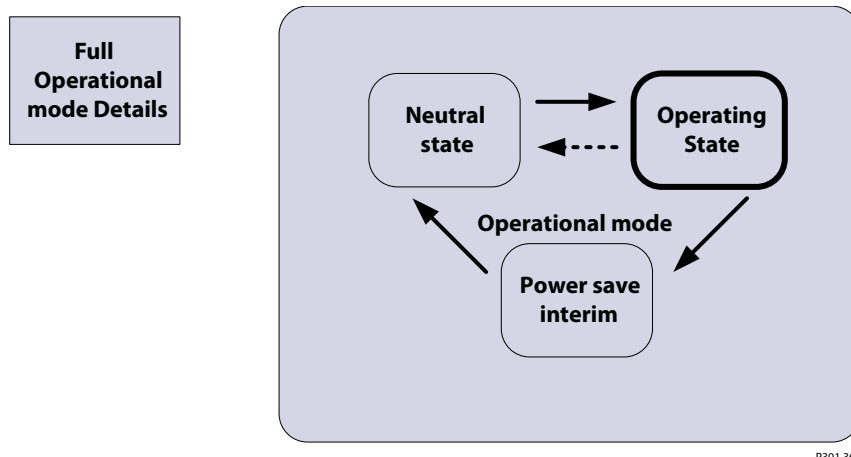 Full
Operational
mode Details
Neutral
state
Operating
State
Operational mode
Power save
interim